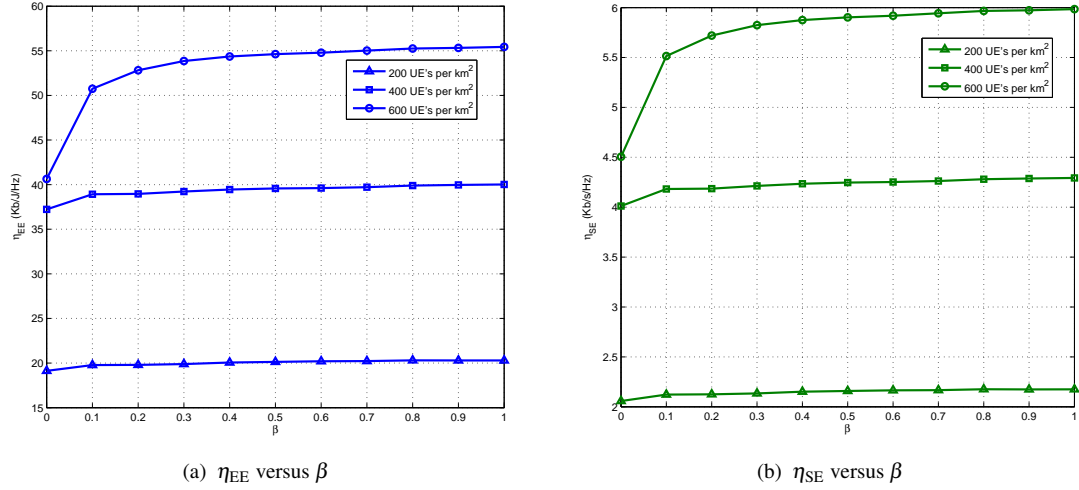 60
55
50
45
40
35
30
25
20
15
η_EE (Kb/J/Hz)
0 0.1 0.2 0.3 0.4 0.5 0.6 0.7 0.8 0.9 1
β
200 UE's per km²
400 UE's per km²
600 UE's per km²
(a) η_EE versus β
6
5.5
5
4.5
4
3.5
3
2.5
2
η_SE (Kb/s/Hz)
0 0.1 0.2 0.3 0.4 0.5 0.6 0.7 0.8 0.9 1
β
200 UE's per km²
400 UE's per km²
600 UE's per km²
(b) η_SE versus β